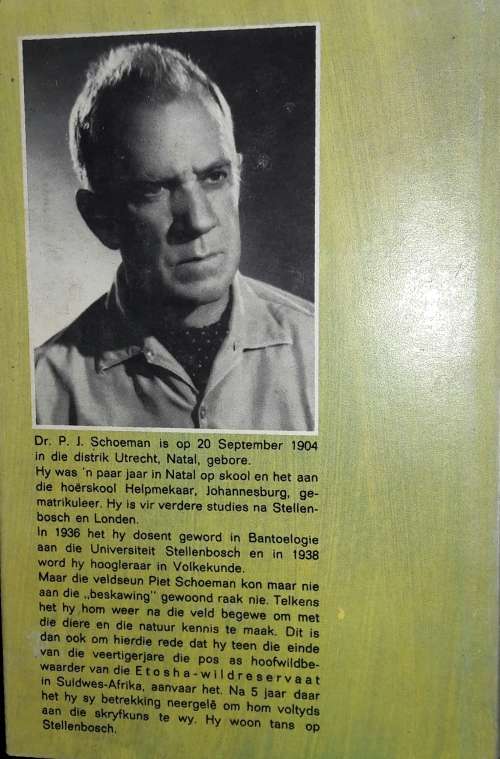 Dr. P. J. Schoeman is op 20 September 1904
in die distrik Utrecht, Natal, gebore.
Hy was 'n paar jaar in Natal op skool en het aan
die hoërskool Helpmekaar, Johannesburg, ge-
matrikuleer. Hy is vir verdere studies na Stellen-
bosch en Londen.
In 1936 het hy dosent geword in Bantoelogie
aan die Universiteit Stellenbosch en in 1938
word hy hoogleraar in Volkekunde.
Maar die veldseun Piet Schoeman kon maar nie
aan die „beskawing" gewoond raak nie. Telkens
het hy hom weer na die veld begewe om met
die diere en die natuur kennis te maak. Dit is
dan ook om hierdie rede dat hy teen die einde
van die veertigerjare die pos as hoofwildbe-
waarder van die Etosha-wildreservaat
in Suidwes-Afrika, aanvaar het. Na 5 jaar daar
het hy sy betrekking neergelê om hom voltyds
aan die skryfkuns te wy. Hy woon tans op
Stellenbosch.